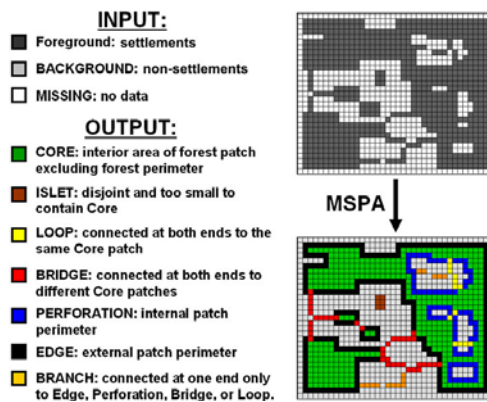 INPUT:
Foreground: settlements
BACKGROUND: non-settlements
MISSING: no data
OUTPUT:
CORE: interior area of forest patch
excluding forest perimeter
ISLET: disjoint and too small to
contain Core
LOOP: connected at both ends to
the same Core patch
BRIDGE: connected at both ends to
different Core patches
PERFORATION: internal patch
perimeter
EDGE: external patch perimeter
BRANCH: connected at one end only
to Edge, Perforation, Bridge, or Loop.
MSPA